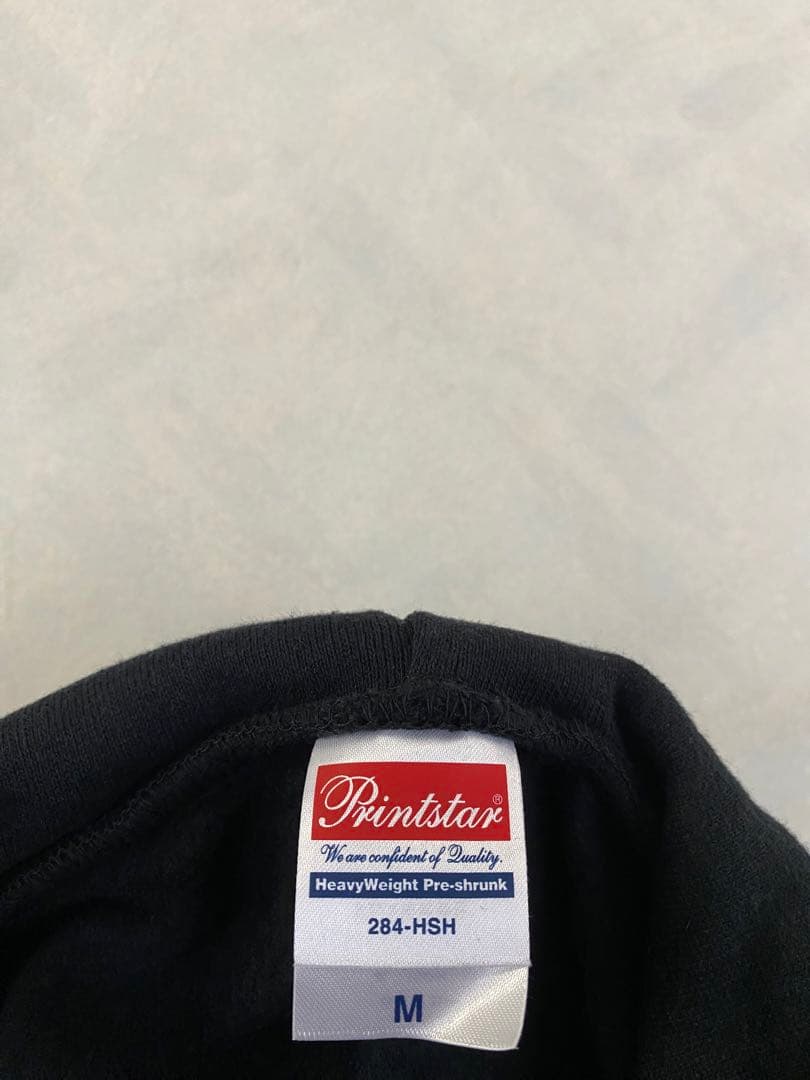 Printstar®
We are confident of Quality.
HeavyWeight Pre-shrunk
284-HSH
M